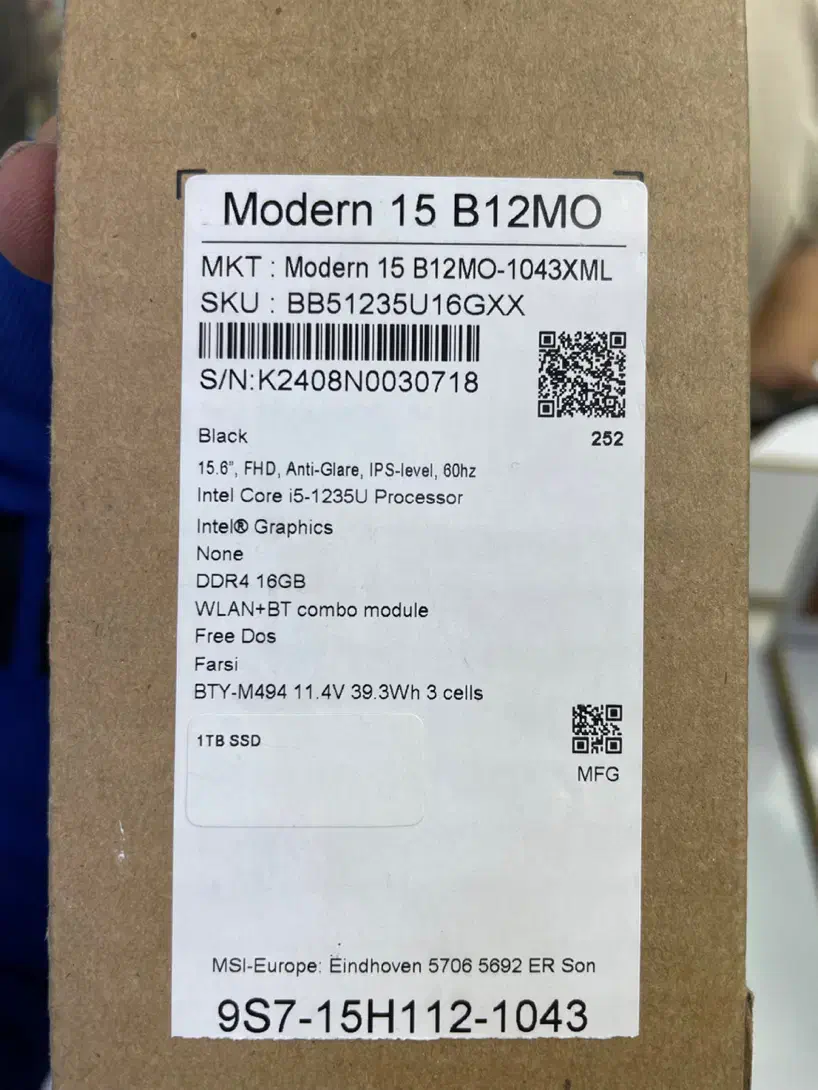 Modern 15 B12MO
MKT : Modern 15 B12MO-1043XML
SKU : BB51235U16GXX
S/N:K2408N0030718
Black
252
15.6", FHD, Anti-Glare, IPS-level, 60hz
Intel Core i5-1235U Processor
Intel® Graphics
None
DDR4 16GB
WLAN+BT combo module
Free Dos
Farsi
BTY-M494 11.4V 39.3Wh 3 cells
1TB SSD
MFG
MSI-Europe: Eindhoven 5706 5692 ER Son
9S7-15H112-1043